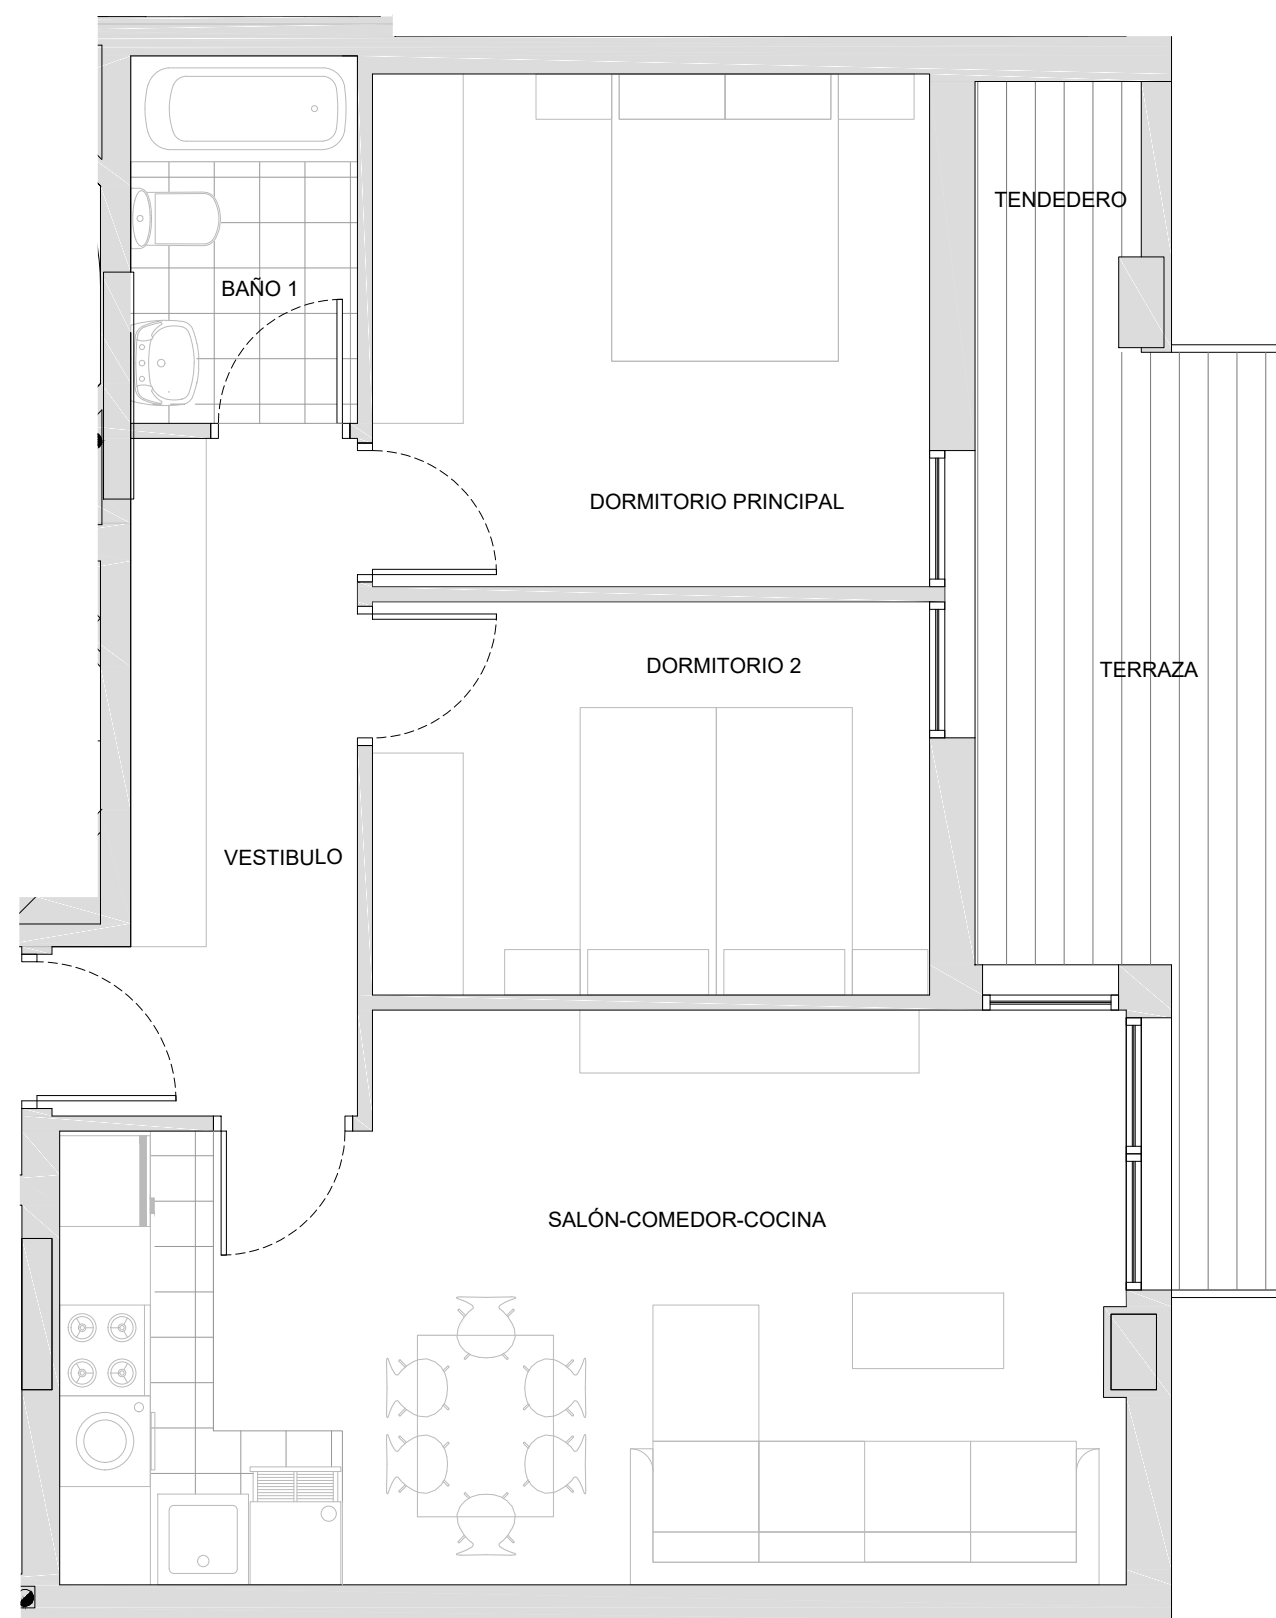 TENDEDERO
BAÑO 1
DORMITORIO PRINCIPAL
DORMITORIO 2
TERRAZA
VESTIBULO
SALÓN-COMEDOR-COCINA